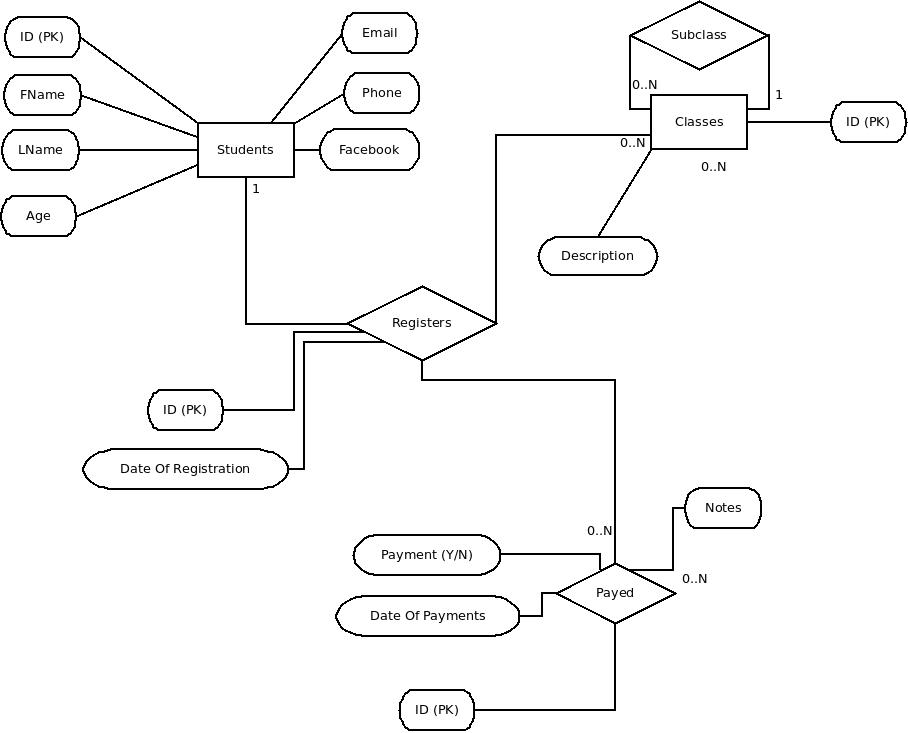 Subclass
Email
ID (PK)
0..N
1
FName
Phone
Classes
ID (PK)
LName
Students
Facebook
0..N
0..N
1
Age
Description
Registers
ID (PK)
Date Of Registration
Notes
0..N
Payment (Y/N)
0..N
Payed
Date Of Payments
ID (PK)